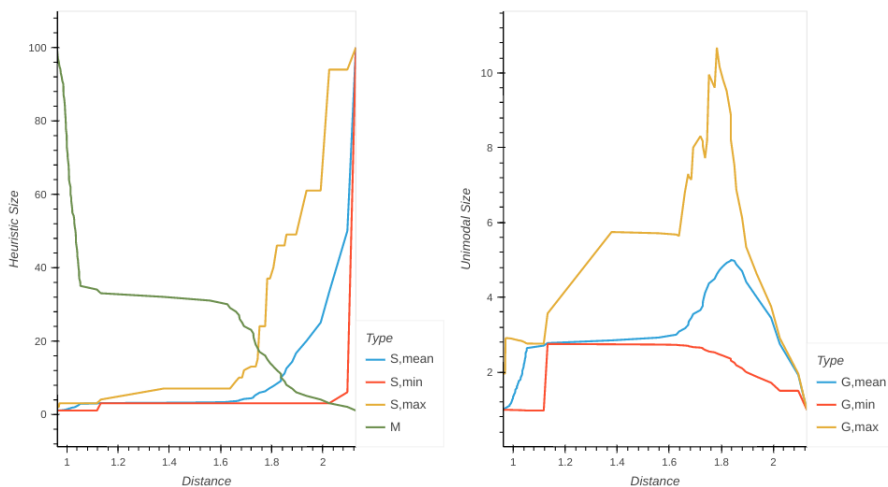 100
80
60
40
20
0
Heuristic Size
1
1.2
1.4
1.6
1.8
2
Distance
Type
S,mean
S,min
S,max
M
10
8
6
4
2
Unimodal Size
1
1.2
1.4
1.6
1.8
2
Distance
Type
G,mean
G,min
G,max